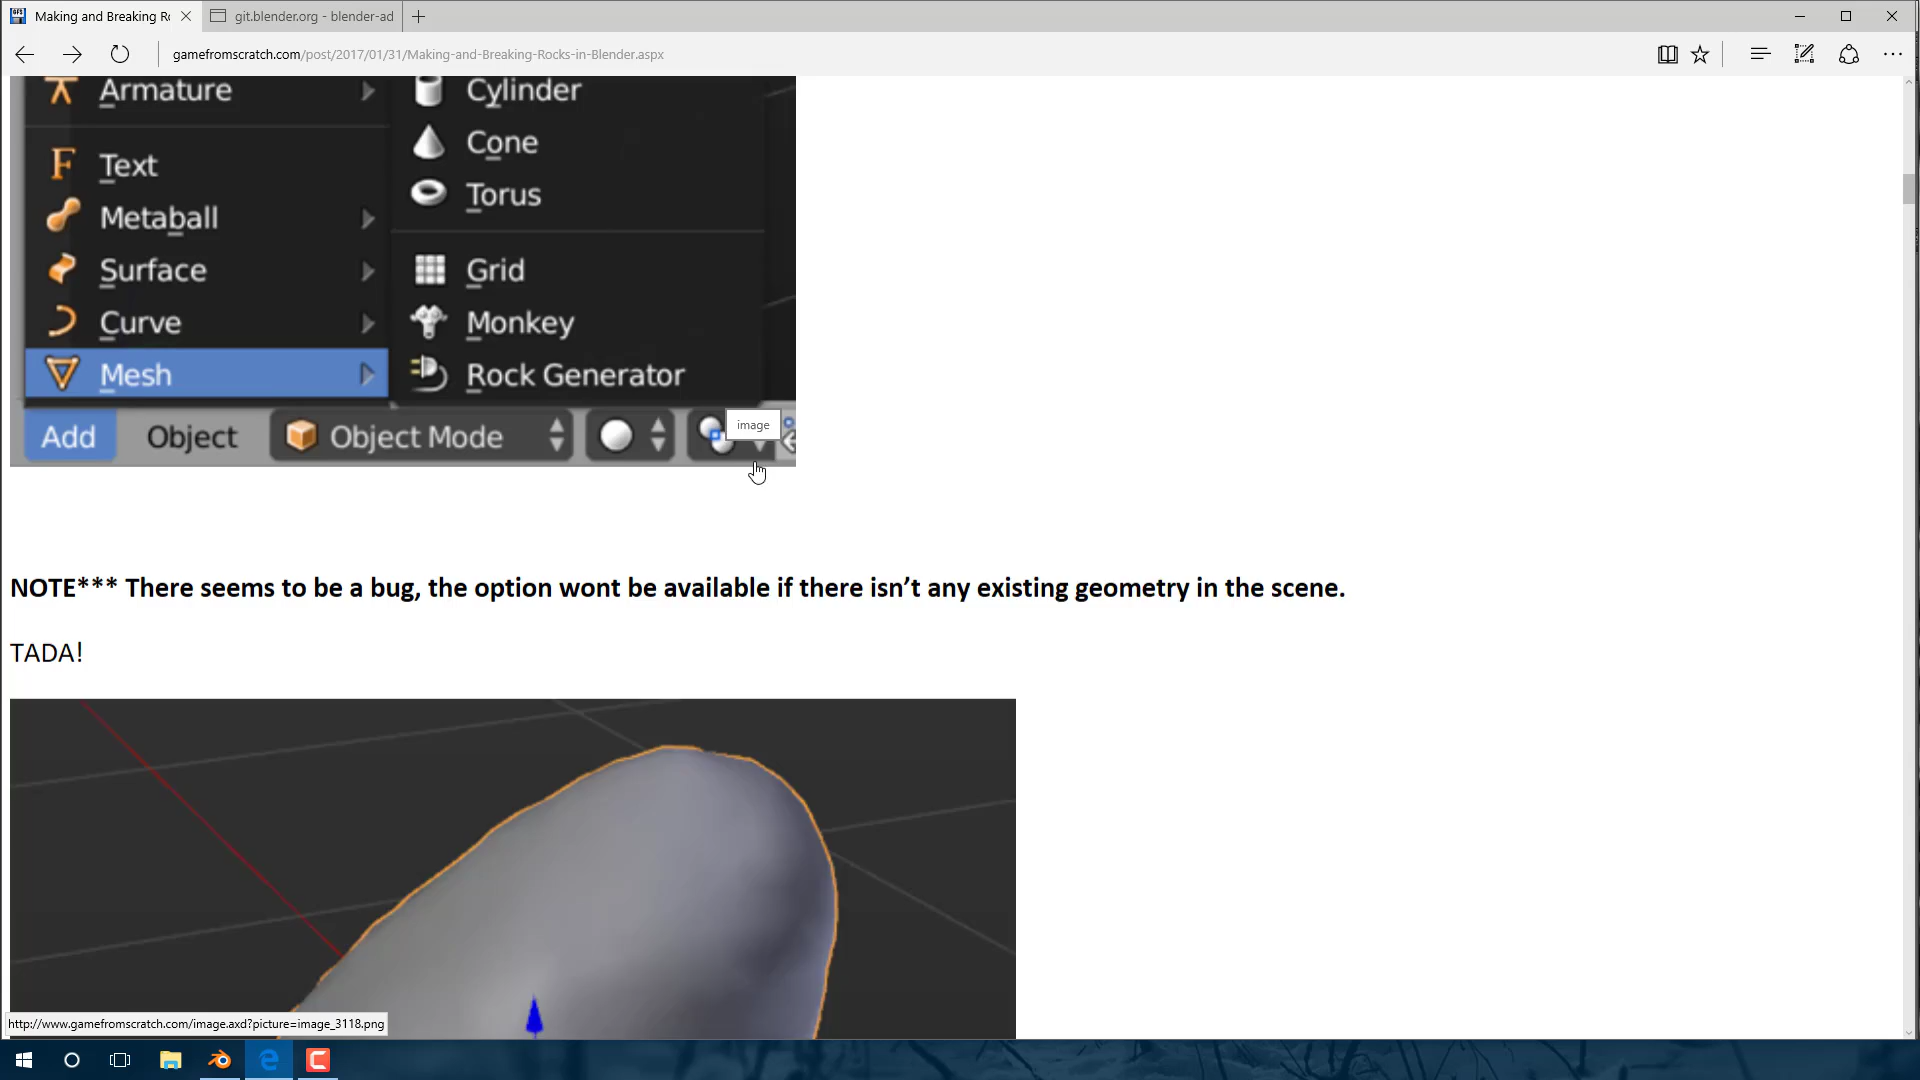 Making and Breaking Ro
git.blender.org - blender-ad
gamefromscratch.com/post/2017/01/31/Making-and-Breaking-Rocks-in-Blender.aspx
Armature
Cylinder
Cone
Text
Torus
Metaball
Surface
Grid
Curve
Monkey
Mesh
Rock Generator
Add
Object
Object Mode
image
NOTE*** There seems to be a bug, the option wont be available if there isn’t any existing geometry in the scene.
TADA!
http://www.gamefromscratch.com/image.axd?picture=image_3118.png